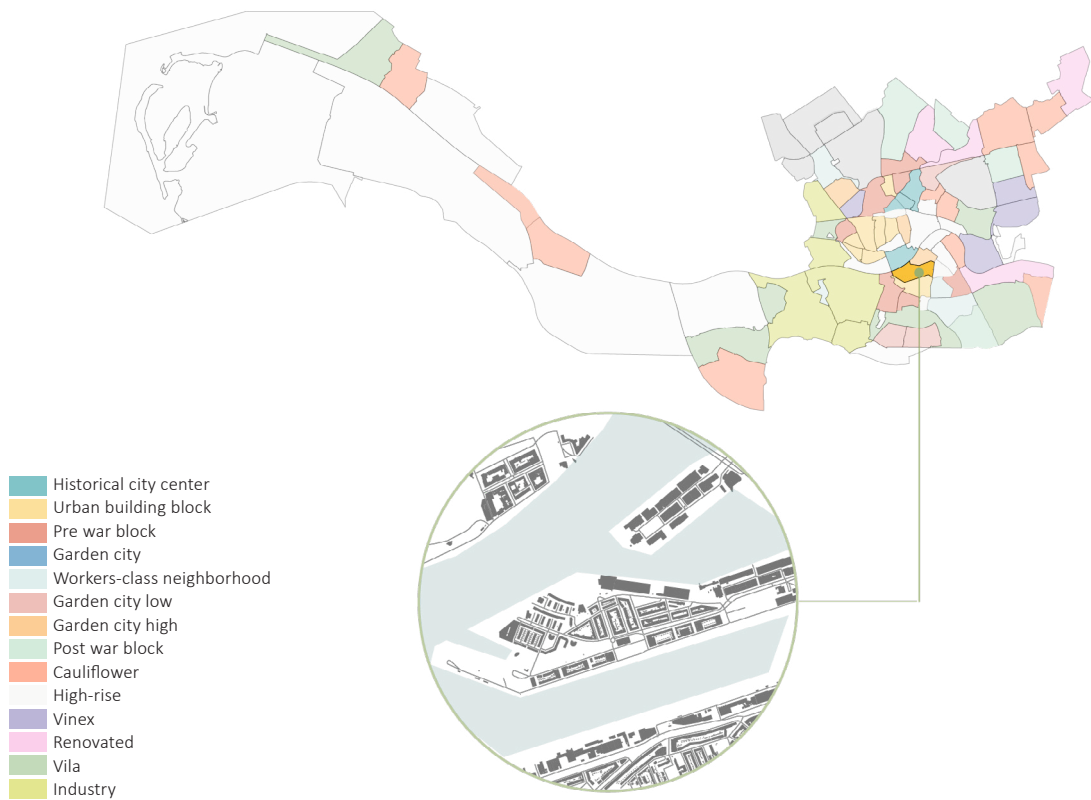 Historical city center
Urban building block
Pre war block
Garden city
Workers-class neighborhood
Garden city low
Garden city high
Post war block
Cauliflower
High-rise
Vinex
Renovated
Vila
Industry